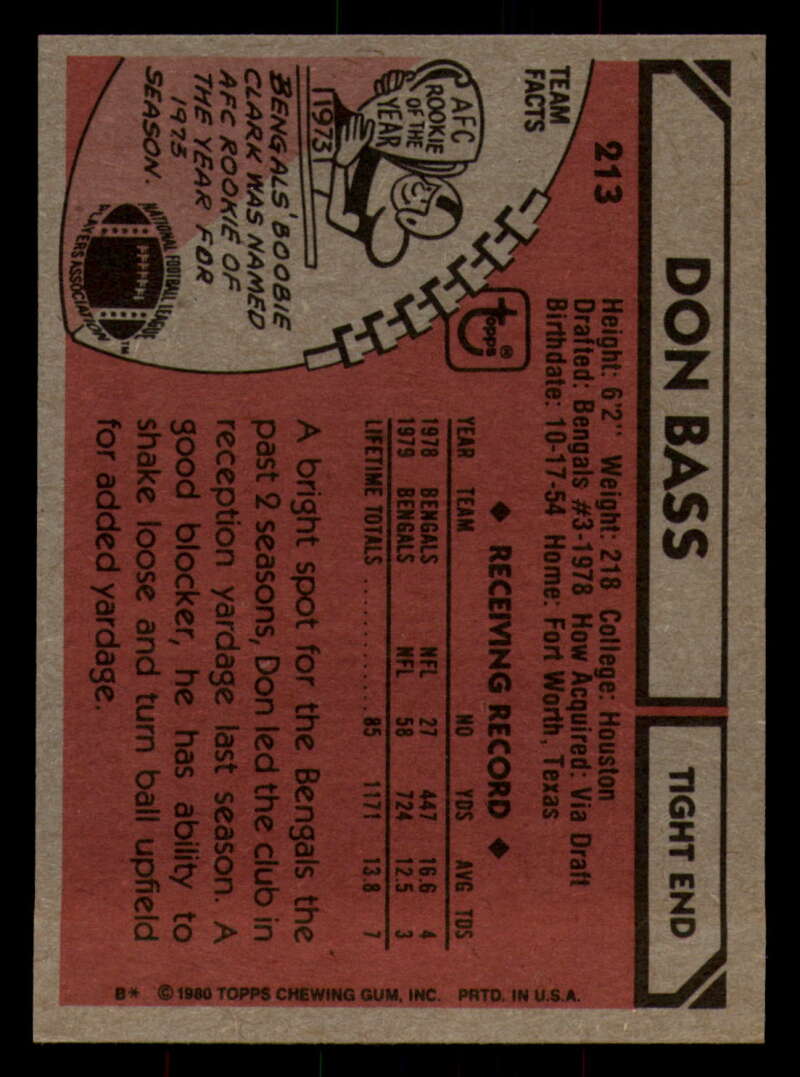 213
DON BASS
TIGHT END
Height: 6'2" Weight: 218 College: Houston
Drafted: Bengals #3-1978 How Acquired: Via Draft
Birthdate: 10-17-54 Home: Fort Worth, Texas
TEAM
FACTS
AFC
ROOKIE
OF THE
YEAR
1973
BENGALS' BOOBIE
CLARK WAS NAMED
AFC ROOKIE OF
THE YEAR FOR
1973
SEASON.
NATIONAL FOOTBALL LEAGUE
PLAYERS ASSOCIATION
TM
Topps®
◆ RECEIVING RECORD ◆
YEAR TEAM NO YDS AVG TDS
1978 BENGALS NFL 27 447 16.6 4
1979 BENGALS NFL 58 724 12.5 3
LIFETIME TOTALS .......... 85 1171 13.8 7
A bright spot for the Bengals the
past 2 seasons, Don led the club in
reception yardage last season. A
good blocker, he has ability to
shake loose and turn ball upfield
for added yardage.
B* © 1980 TOPPS CHEWING GUM, INC. PRTD. IN U.S.A.